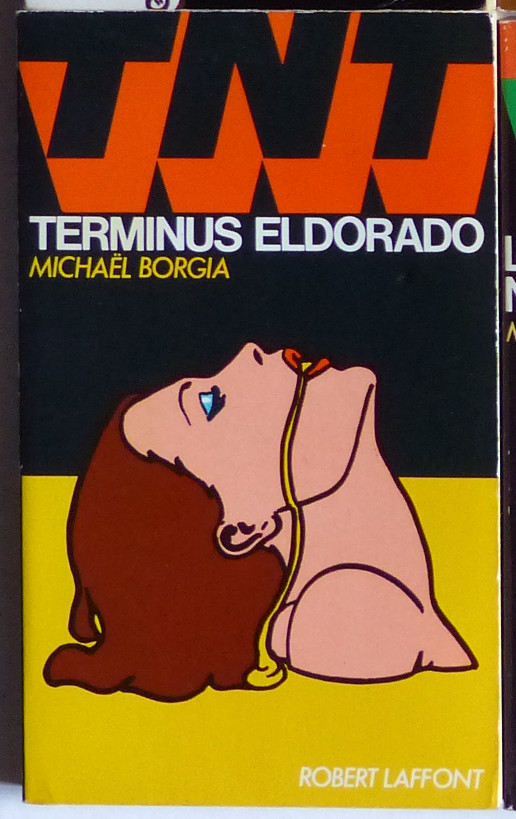 TNT
TERMINUS ELDORADO
MICHAËL BORGIA
ROBERT LAFFONT